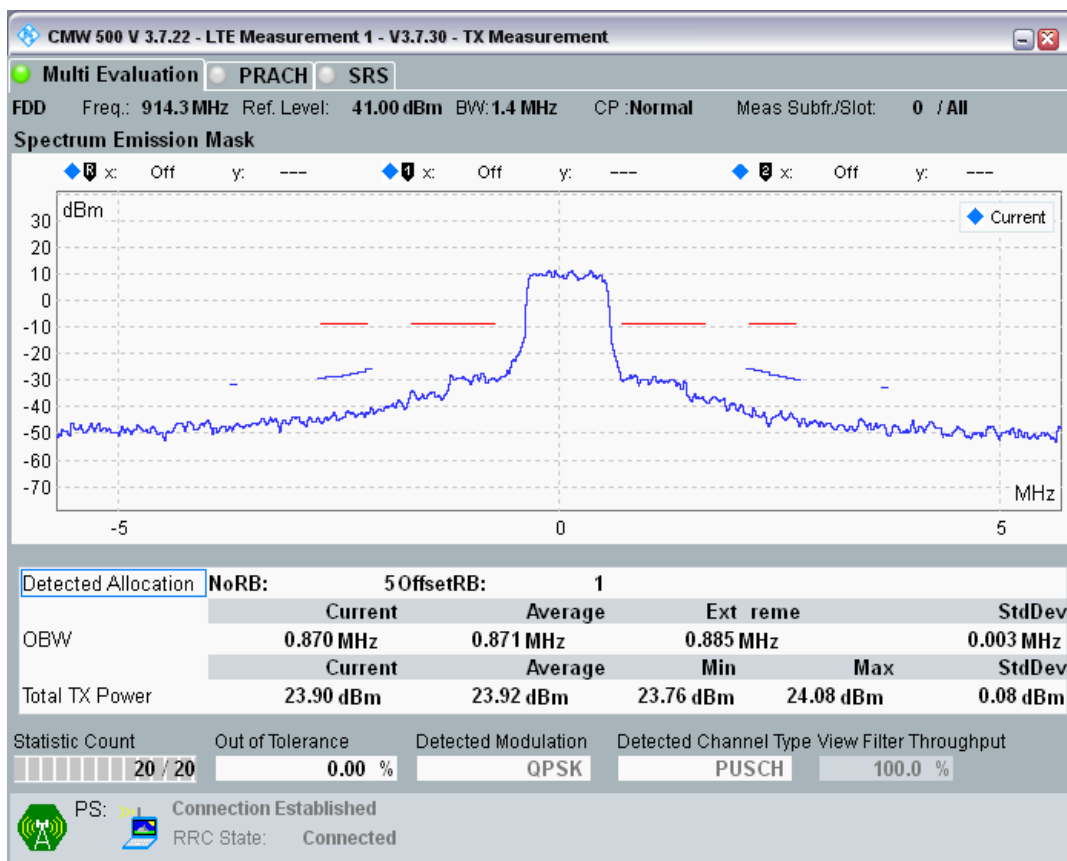 CMW 500 V 3.7.22 - LTE Measurement 1 - V3.7.30 - TX Measurement
Multi Evaluation PRACH SRS
FDD Freq.: 914.3 MHz Ref. Level: 41.00 dBm BW: 1.4 MHz CP :Normal Meas Subfr./Slot: 0 / All
Spectrum Emission Mask
R x: Off y: --- 1 x: Off y: --- 2 x: Off y: ---
dBm
Current
30
20
10
0
-10
-20
-30
-40
-50
-60
-70
MHz
-5 0 5
Detected Allocation NoRB: 5 OffsetRB: 1
Current Average Ext reme StdDev
OBW 0.870 MHz 0.871 MHz 0.885 MHz 0.003 MHz
Current Average Min Max StdDev
Total TX Power 23.90 dBm 23.92 dBm 23.76 dBm 24.08 dBm 0.08 dBm
Statistic Count Out of Tolerance Detected Modulation Detected Channel Type View Filter Throughput
20 / 20 0.00 % QPSK PUSCH 100.0 %
PS: Connection Established
RRC State: Connected